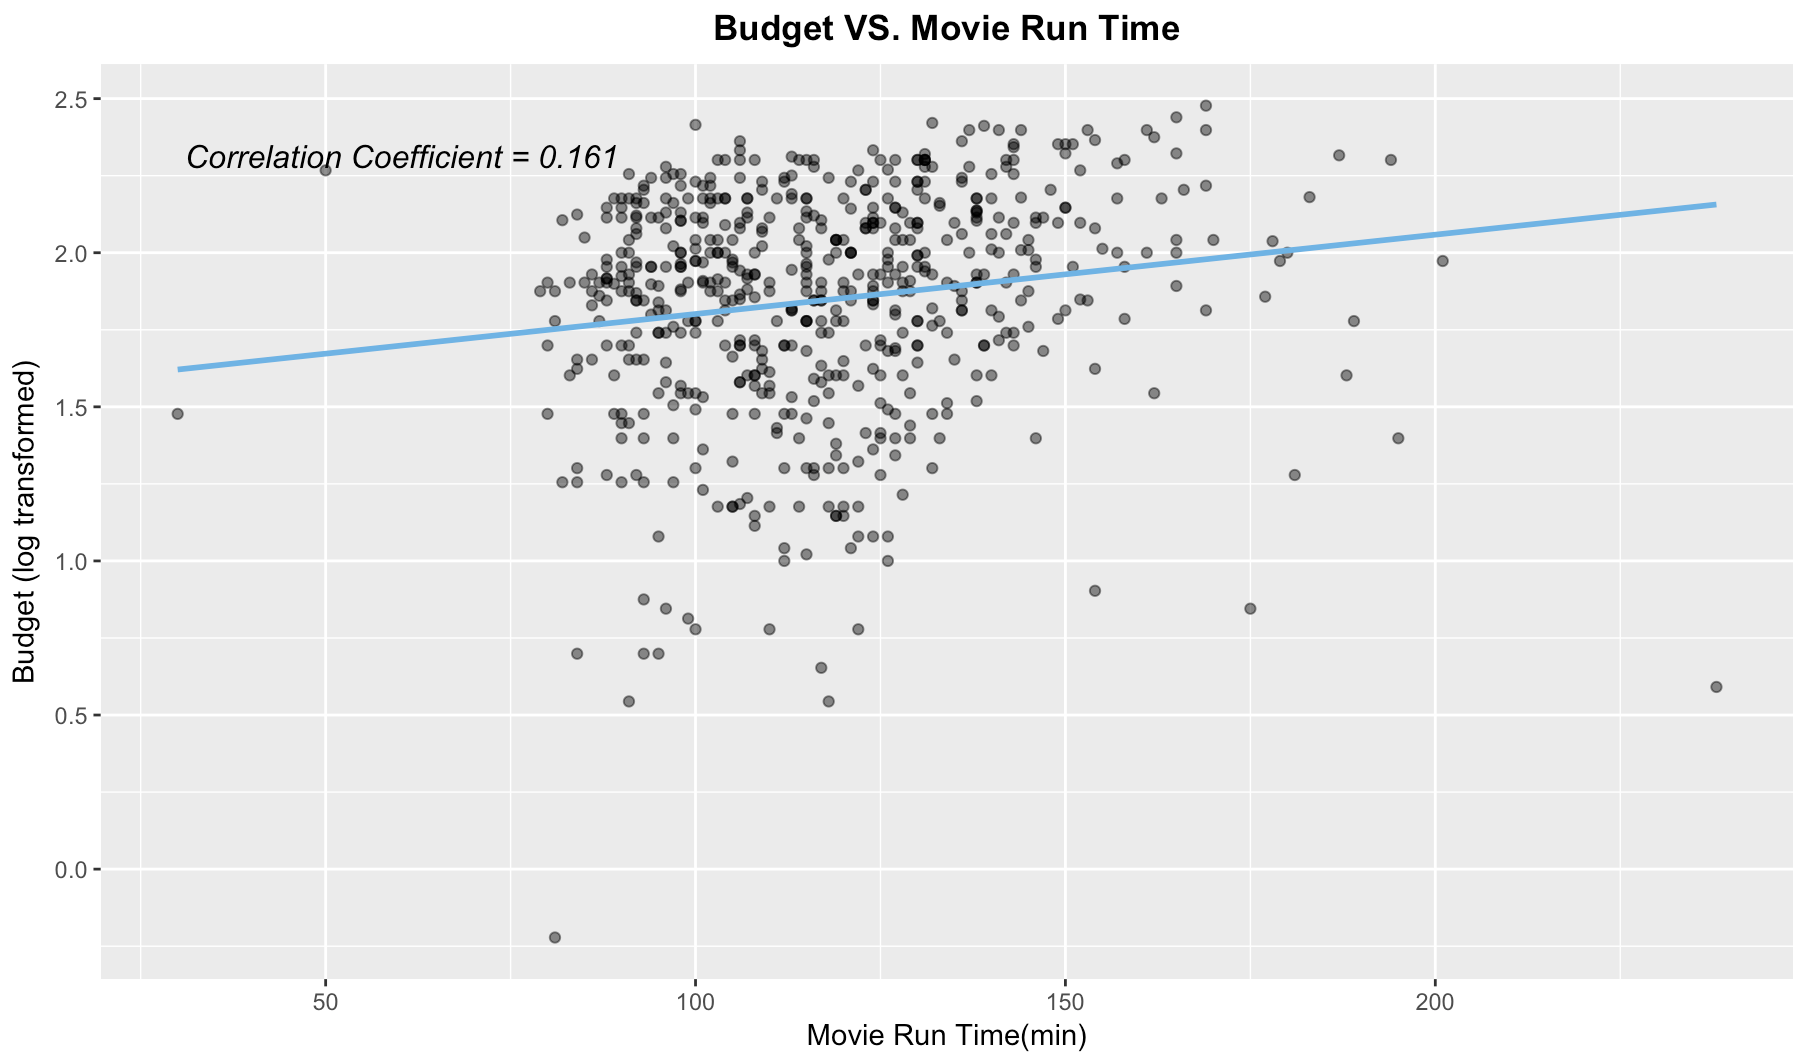 Budget VS. Movie Run Time
Correlation Coefficient = 0.161
Budget (log transformed)
2.5
2.0
1.5
1.0
0.5
0.0
50
100
150
200
Movie Run Time(min)